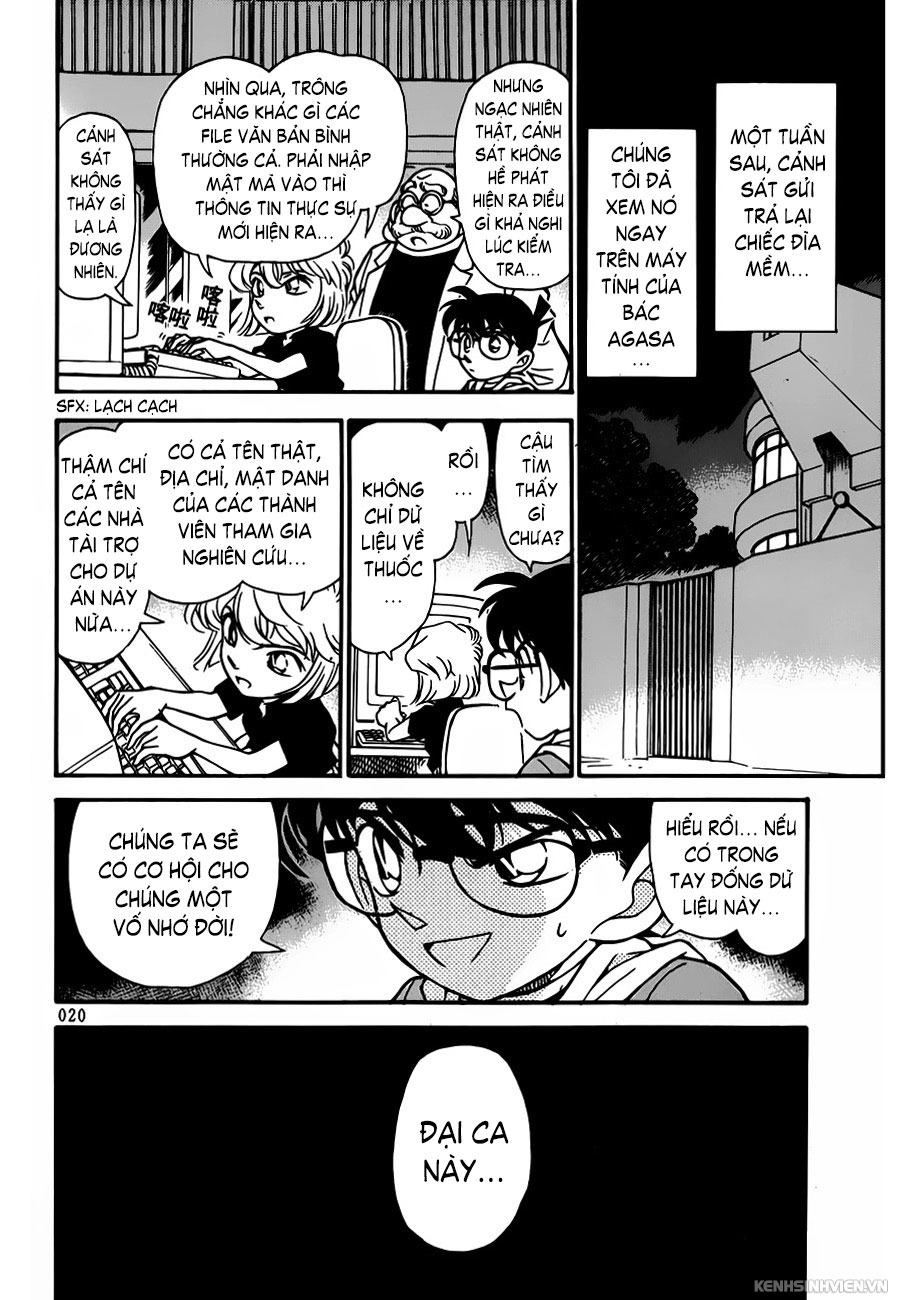 MỘT TUẦN
SAU, CẢNH
SÁT GỬI
TRẢ LẠI
CHIẾC ĐĨA
MỀM...
CHÚNG
TÔI ĐÃ
XEM NÓ
NGAY
TRÊN MÁY
TÍNH CỦA
BÁC
AGASA
...
NHƯNG
NGẠC NHIÊN
THẬT, CẢNH
SÁT KHÔNG
HỀ PHÁT
HIỆN RA ĐIỀU
GÌ KHẢ NGHI
LÚC KIỂM
TRA...
NHÌN QUA, TRÔNG
CHẲNG KHÁC GÌ CÁC
FILE VĂN BẢN BÌNH
THƯỜNG CẢ. PHẢI NHẬP
MẬT MÃ VÀO THÌ
THÔNG TIN THỰC SỰ
MỚI HIỆN RA...
CẢNH
SÁT
KHÔNG
THẤY GÌ
LẠ LÀ
ĐƯƠNG
NHIÊN.
喀啦
喀啦
SFX: LẠCH CẠCH
CẬU
TÌM
THẤY
GÌ
CHƯA?
RỒI
...
KHÔNG
CHỈ DỮ
LIỆU VỀ
THUỐC
...
CÓ CẢ TÊN THẬT,
ĐỊA CHỈ, MẬT DANH
CỦA CÁC THÀNH
VIÊN THAM GIA
NGHIÊN CỨU...
THẬM CHÍ
CẢ TÊN
CÁC NHÀ
TÀI TRỢ
CHO DỰ
ÁN NÀY
NỮA...
HIỂU RỒI... NẾU
CÓ TRONG
TAY ĐỐNG DỮ
LIỆU NÀY...
CHÚNG TA SẼ
CÓ CƠ HỘI CHO
CHÚNG MỘT
VỐ NHỚ ĐỜI!
020
ĐẠI CA
NÀY...
KENHSINHVIEN.VN